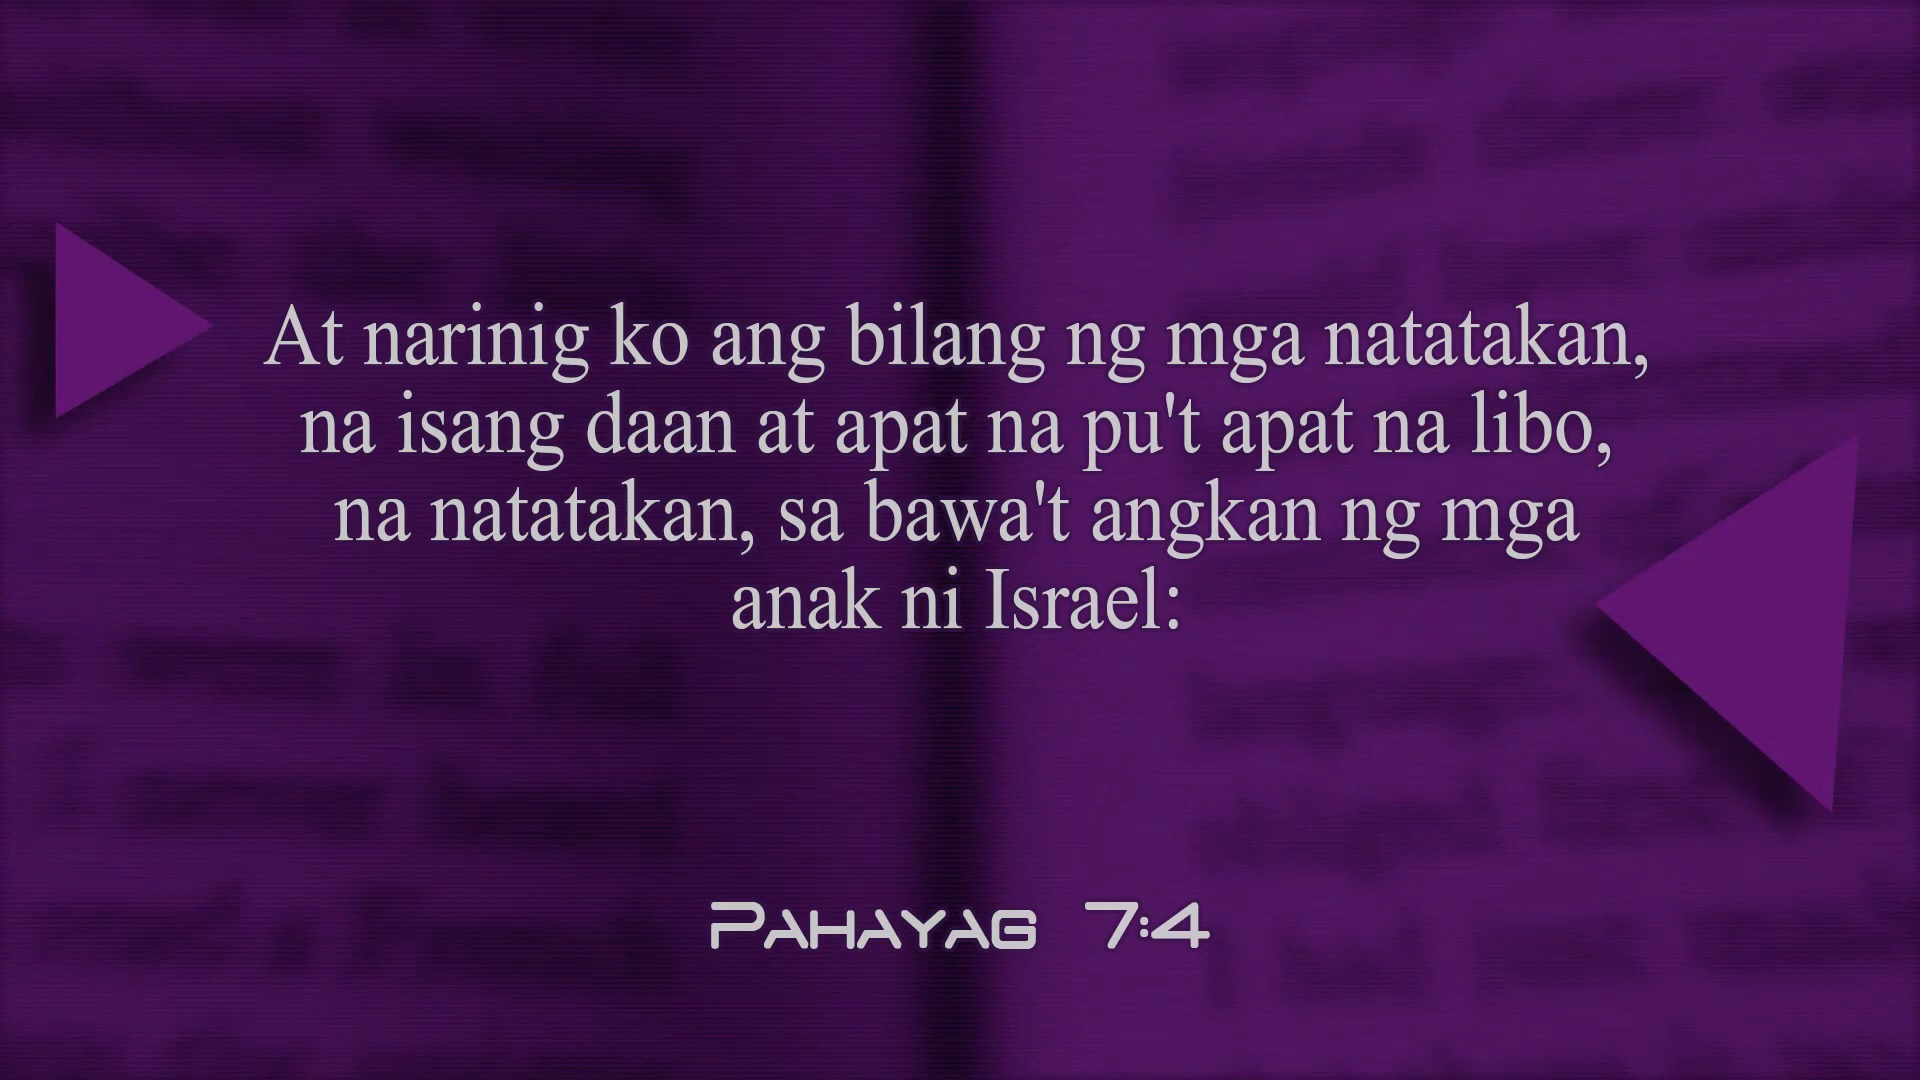 At narinig ko ang bilang ng mga natatakan,
na isang daan at apat na pu't apat na libo,
na natatakan, sa bawa't angkan ng mga
anak ni Israel:
Pahayag 7:4